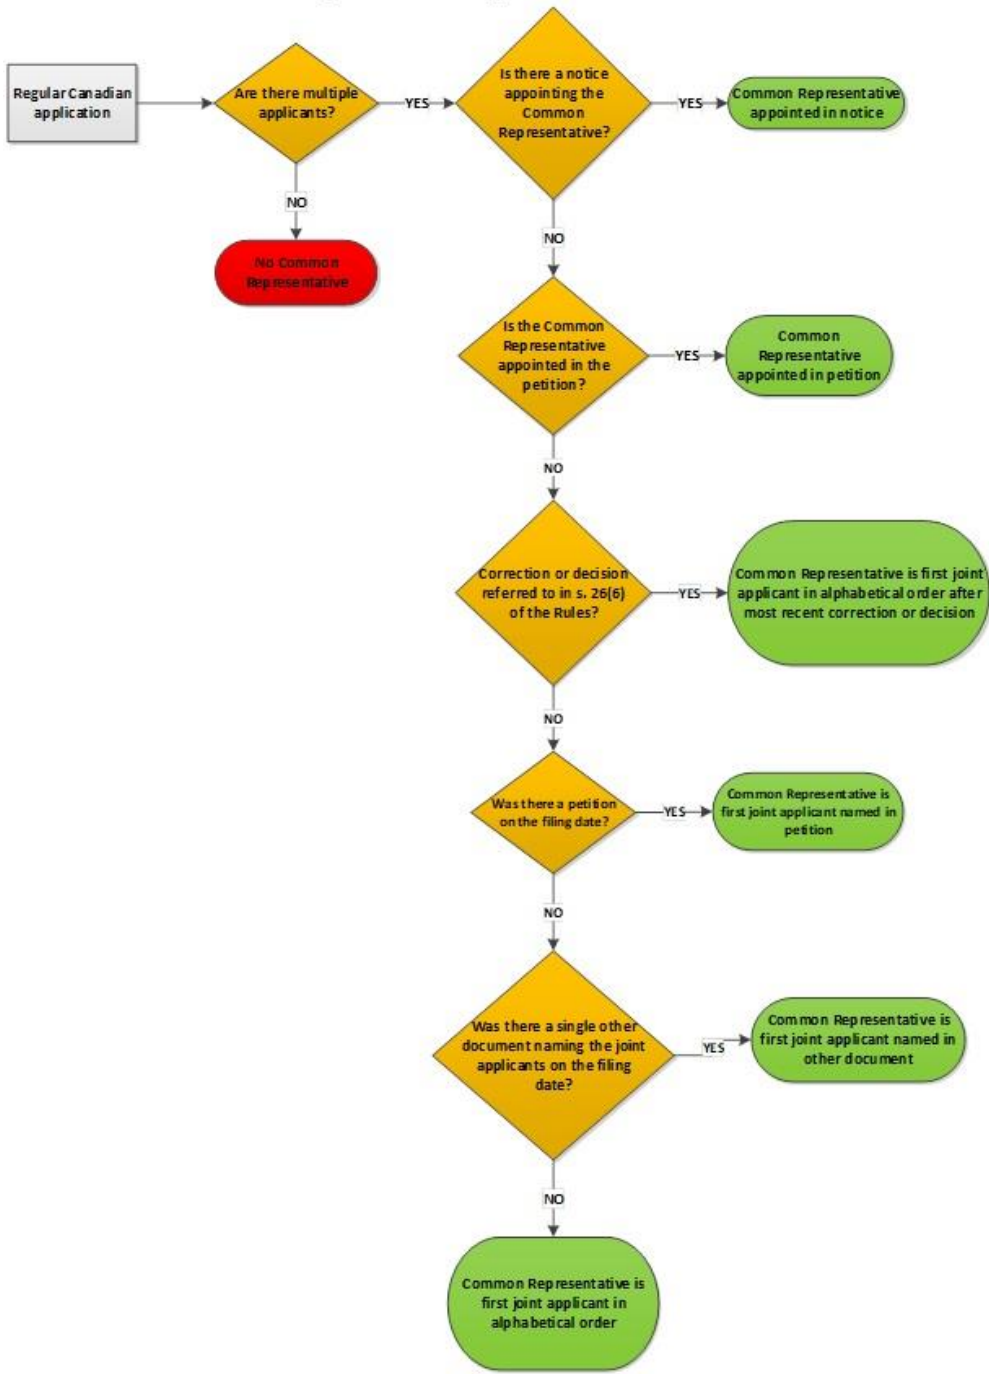 Regular Canadian
application
Are there multiple
applicants?
YES
Is there a notice
appointing the
Common
Representative?
YES
Common Representative
appointed in notice
NO
No Common
Representative
NO
Is the Common
Representative
appointed in the
petition?
YES
Common
Representative
appointed in petition
NO
Correction or decision
referred to in s. 26(6)
of the Rules?
YES
Common Representative is first joint
applicant in alphabetical order after
most recent correction or decision
NO
Was there a petition
on the filing date?
YES
Common Representative is
first joint applicant named in
petition
NO
Was there a single other
document naming the joint
applicants on the filing
date?
YES
Common Representative is
first joint applicant named in
other document
NO
Common Representative is
first joint applicant in
alphabetical order